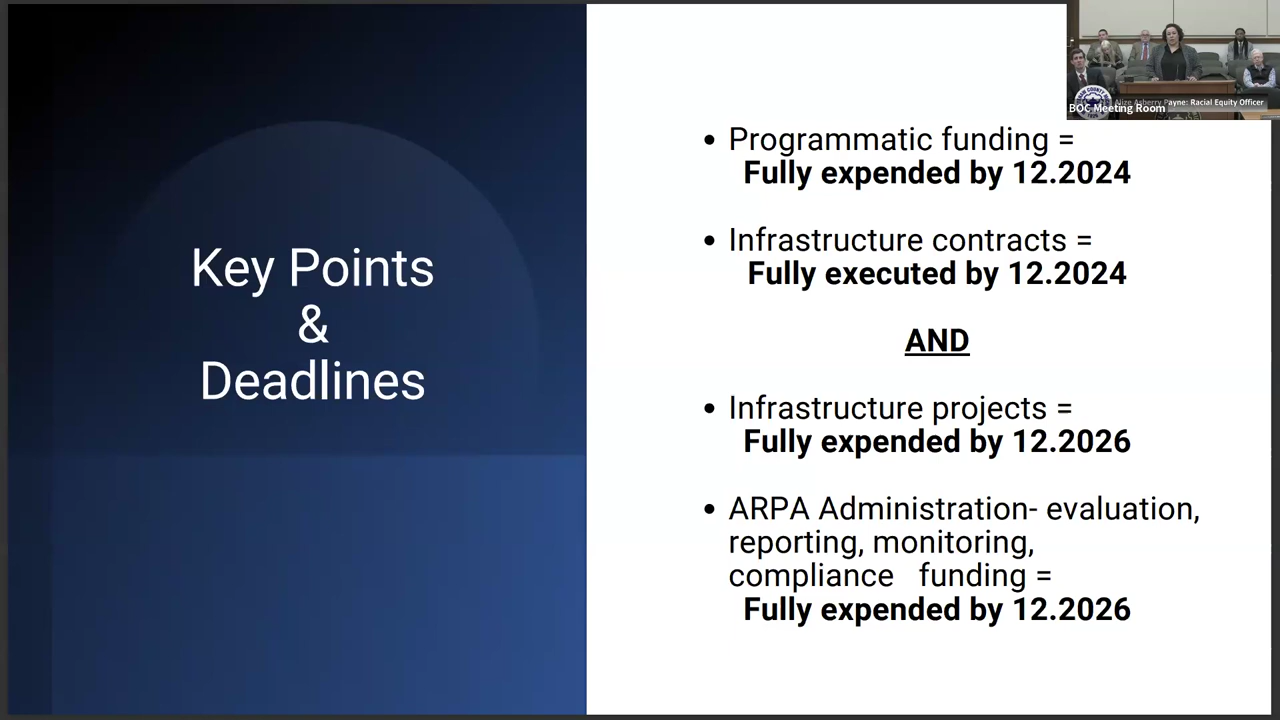 Key Points
&
Deadlines
• Programmatic funding =
Fully expended by 12.2024
• Infrastructure contracts =
Fully executed by 12.2024
AND
• Infrastructure projects =
Fully expended by 12.2026
• ARPA Administration- evaluation,
reporting, monitoring,
compliance funding =
Fully expended by 12.2026
Asberry Payne: Racial Equity Officer
BOC Meeting Room